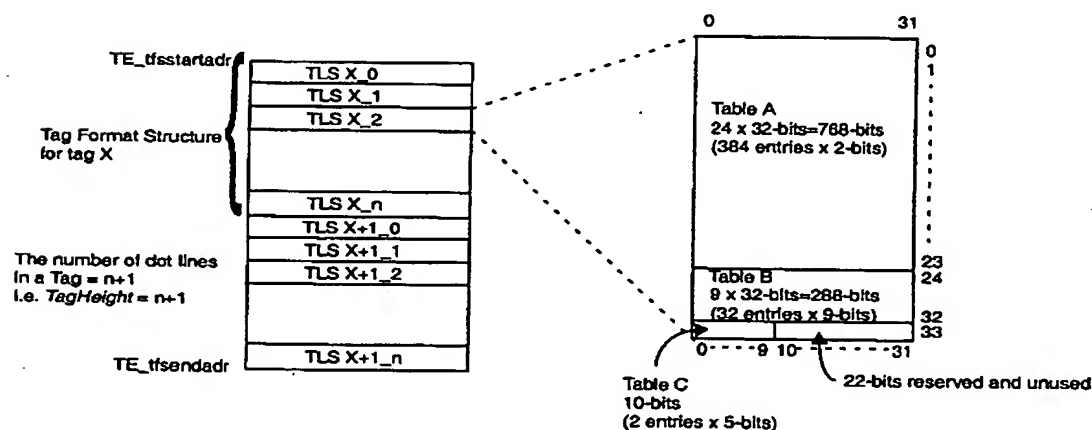 TE_tfsstartadr
TLS X_0
TLS X_1
TLS X_2
Tag Format Structure
for tag X
TLS X_n
TLS X+1_0
TLS X+1_1
TLS X+1_2
The number of dot lines
in a Tag = n+1
i.e. TagHeight = n+1
TE_tfsendadr
TLS X+1_n
0
31
0
1
Table A
24 x 32-bits=768-bits
(384 entries x 2-bits)
23
24
Table B
9 x 32-bits=288-bits
(32 entries x 9-bits)
32
33
0
9
10
31
Table C
10-bits
(2 entries x 5-bits)
22-bits reserved and unused